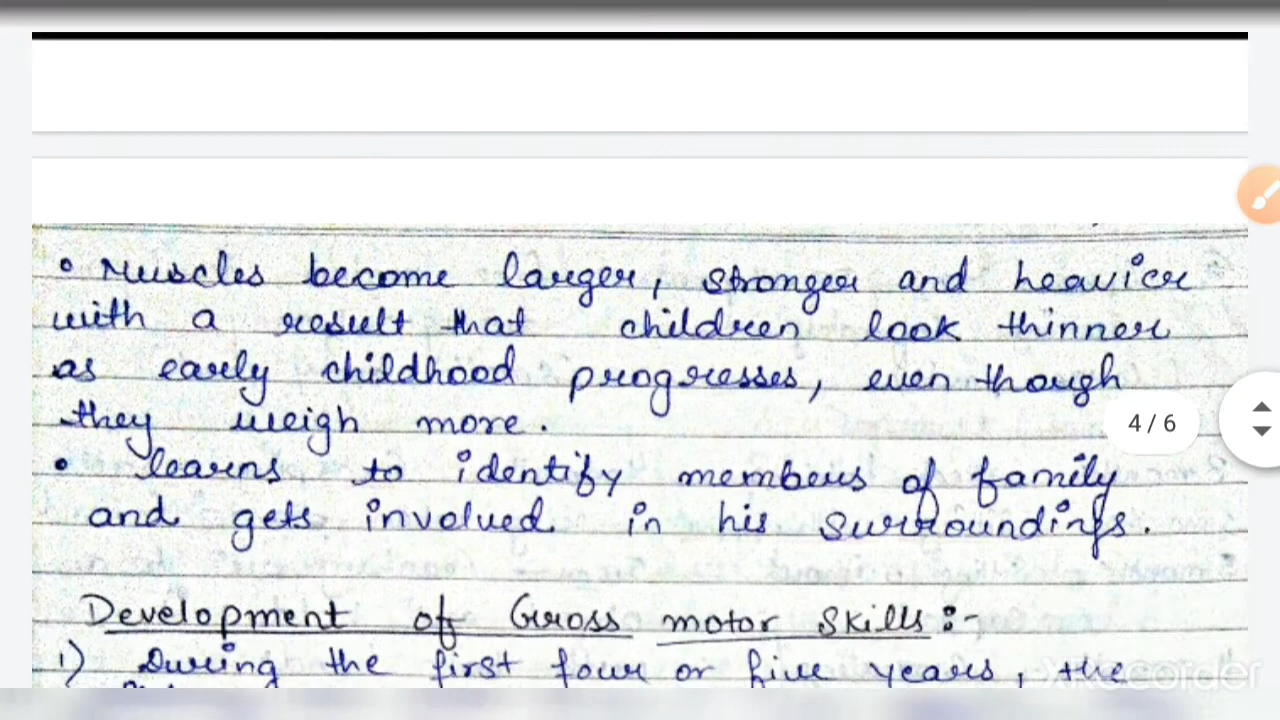 • Muscles become larger, stronger and heavier
with a result that children look thinner
as early childhood progresses, even though
they weigh more.
4 / 6
• learns to identify members of family
and gets involved in his surroundings.
Development of Gross motor skills :-
1) During the first four or five years, the
XRecorder